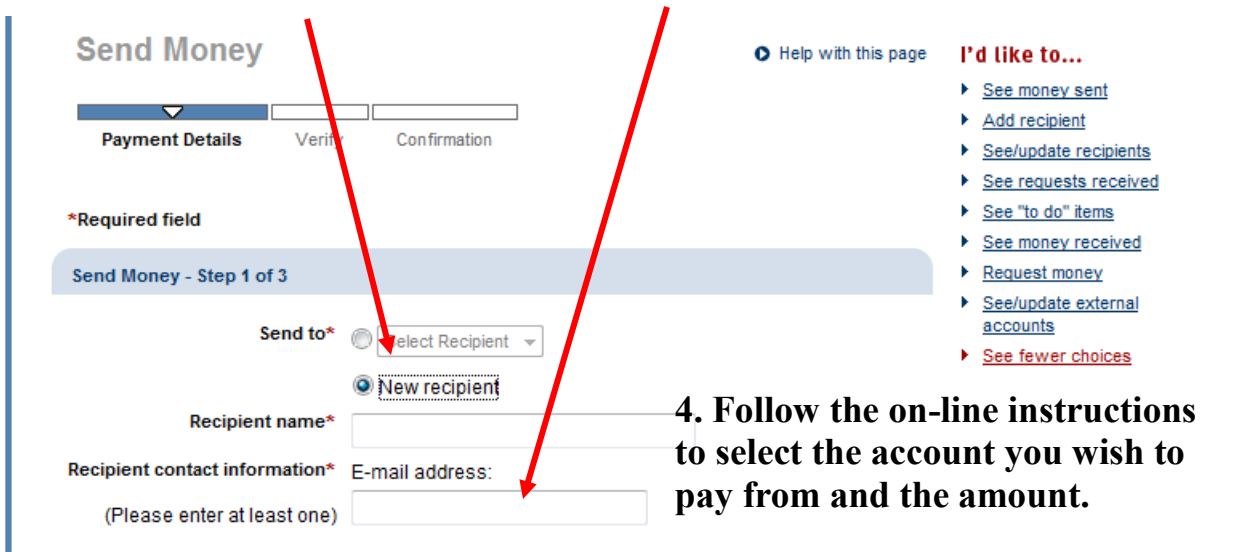 Send Money
Help with this page
I'd like to...
See money sent
Add recipient
See/update recipients
See requests received
See "to do" items
See money received
Request money
See/update external
accounts
See fewer choices
Payment Details Verify Confirmation
*Required field
Send Money - Step 1 of 3
Send to* Select Recipient
New recipient
Recipient name*
Recipient contact information* E-mail address:
(Please enter at least one)
4. Follow the on-line instructions
to select the account you wish to
pay from and the amount.